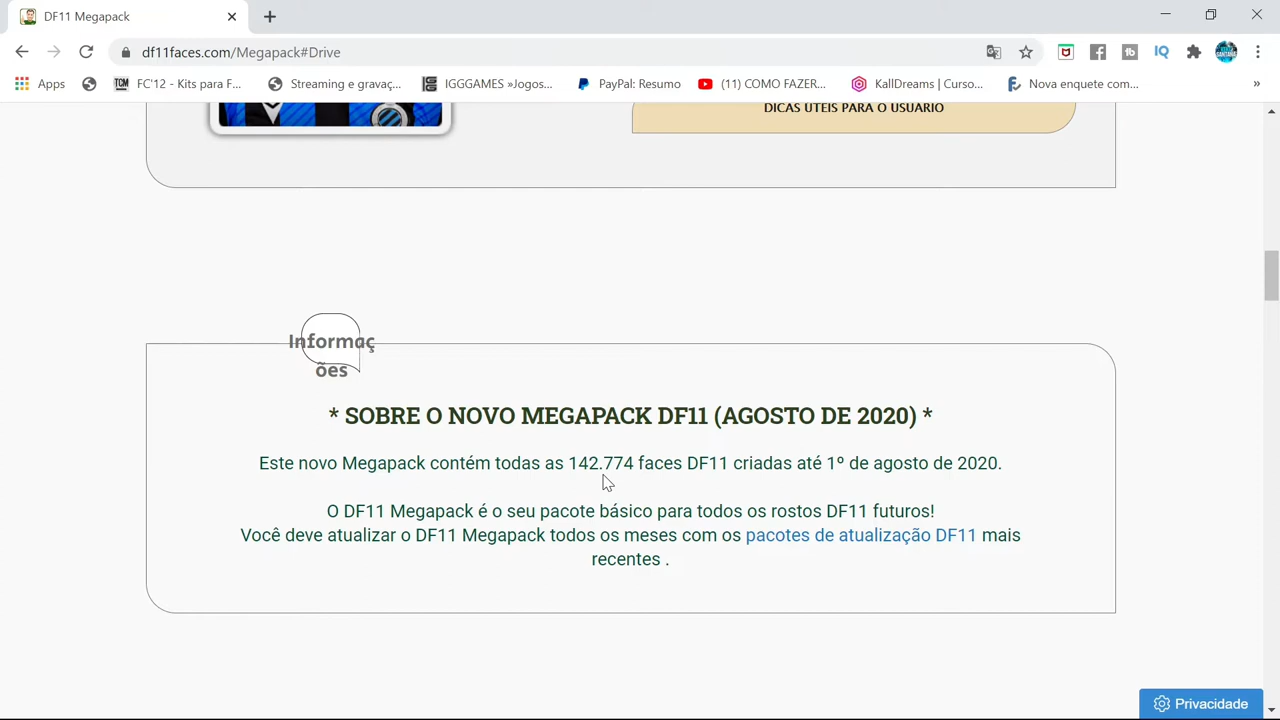 DF11 Megapack
df11faces.com/Megapack#Drive
Apps
FC'12 - Kits para F...
Streaming e gravaç...
IGGGAMES »Jogos...
PayPal: Resumo
(11) COMO FAZER...
KallDreams | Curso...
Nova enquete com...
»
DICAS ÚTEIS PARA O USUÁRIO
Informaç
ões
* SOBRE O NOVO MEGAPACK DF11 (AGOSTO DE 2020) *
Este novo Megapack contém todas as 142.774 faces DF11 criadas até 1º de agosto de 2020.
O DF11 Megapack é o seu pacote básico para todos os rostos DF11 futuros!
Você deve atualizar o DF11 Megapack todos os meses com os pacotes de atualização DF11 mais
recentes .
Privacidade